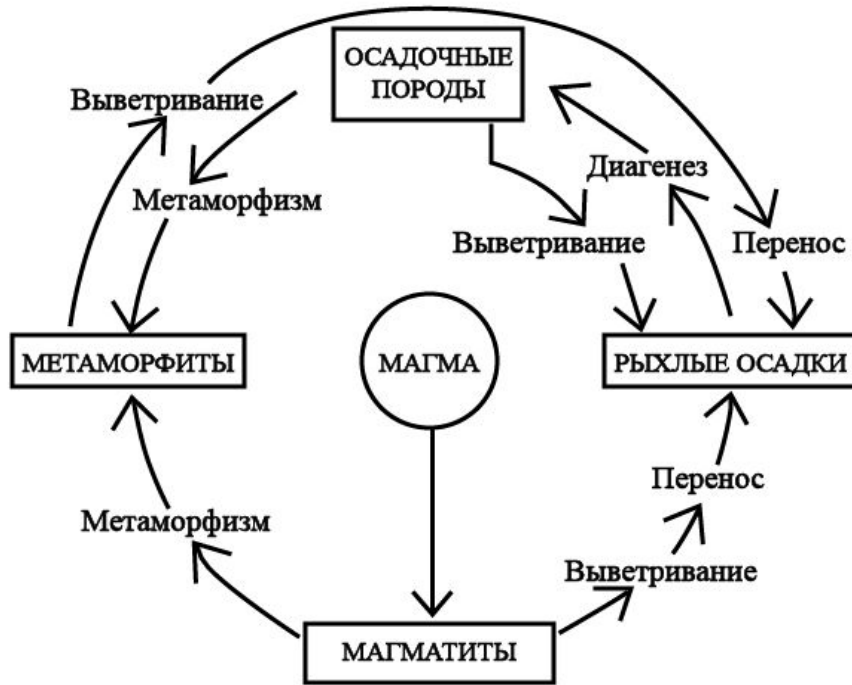 ОСАДОЧНЫЕ
ПОРОДЫ
Выветривание
Диагенез
Метаморфизм
Выветривание
Перенос
МЕТАМОРФИТЫ
МАГМА
РЫХЛЫЕ ОСАДКИ
Перенос
Метаморфизм
Выветривание
МАГМАТИТЫ